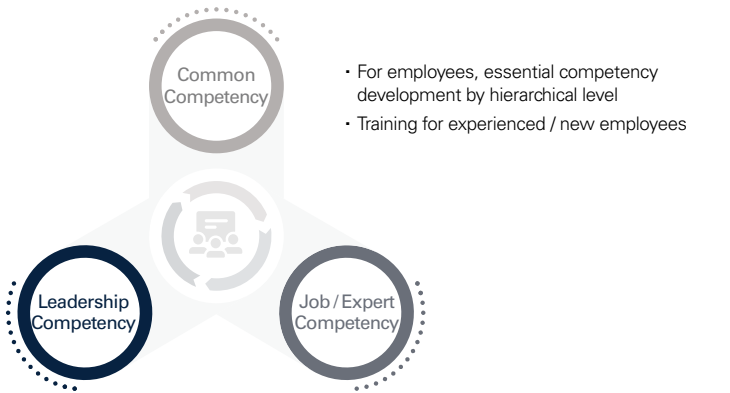 Common
Competency
· For employees, essential competency
development by hierarchical level
· Training for experienced / new employees
Leadership
Competency
Job / Expert
Competency